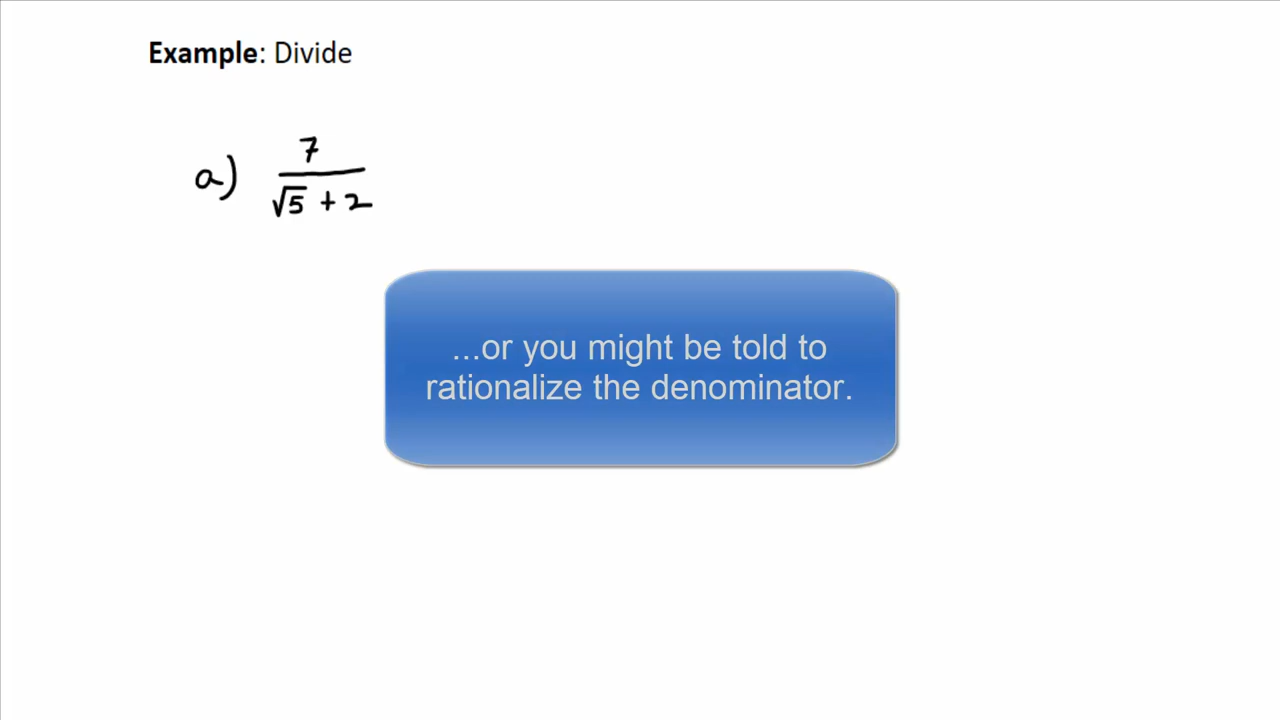 Example: Divide
a) 7
√5 + 2
...or you might be told to
rationalize the denominator.